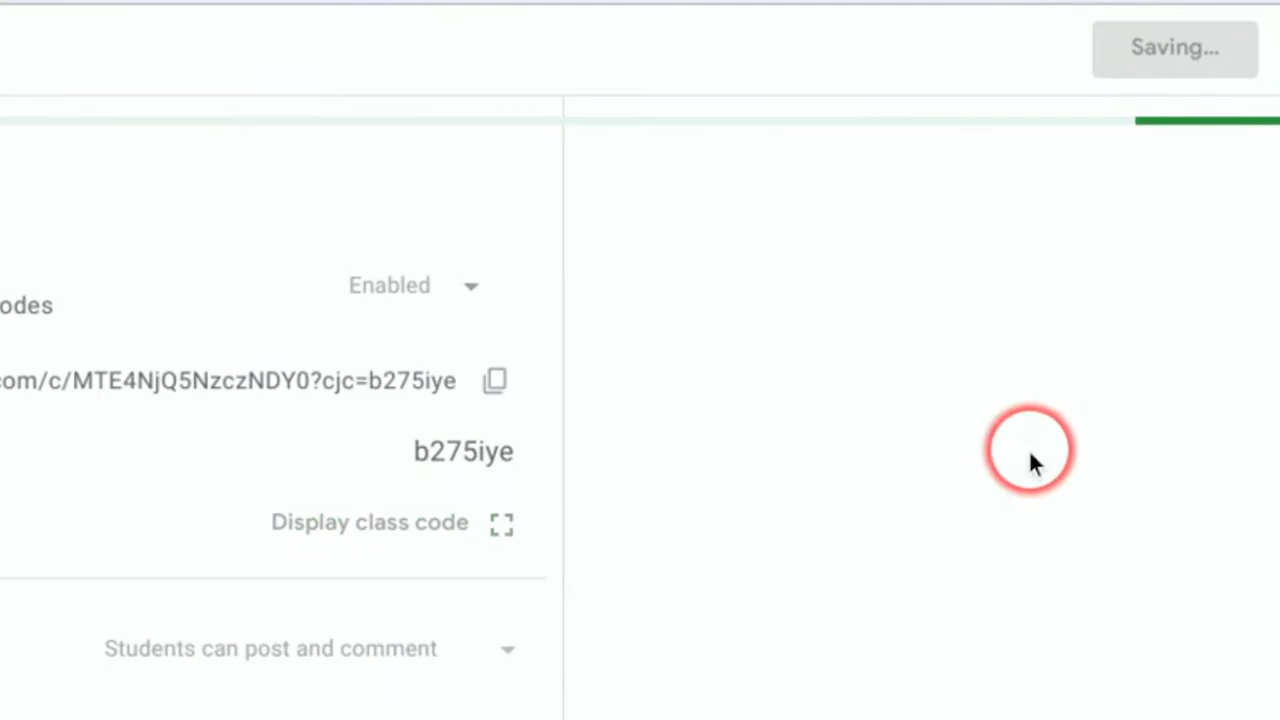 Saving...
Enabled
odes
com/c/MTE4NjQ5NzczNDY0?cjc=b275iye
b275iye
Display class code
Students can post and comment